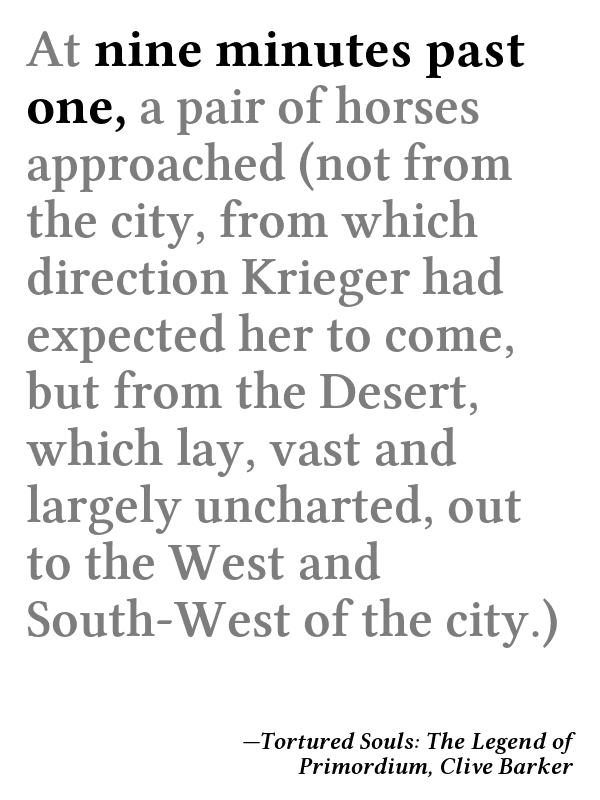 At nine minutes past
one, a pair of horses
approached (not from
the city, from which
direction Krieger had
expected her to come,
but from the Desert,
which lay, vast and
largely uncharted, out
to the West and
South-West of the city.)
—Tortured Souls: The Legend of
Primordium, Clive Barker